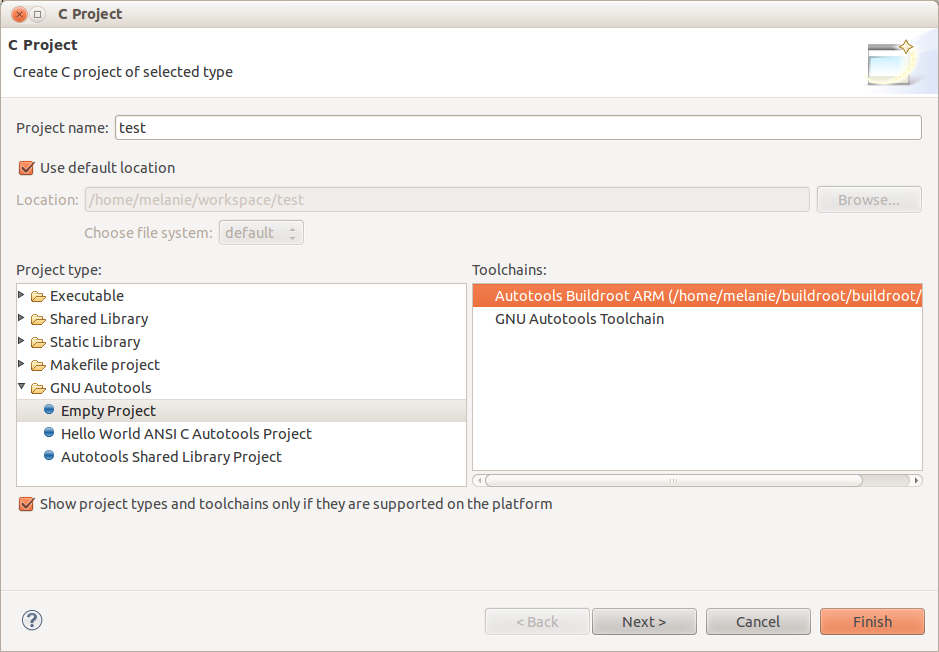 C Project
C Project
Create C project of selected type
Project name: test
Use default location
Location: /home/melanie/workspace/test Browse...
Choose file system: default
Project type:
Executable
Shared Library
Static Library
Makefile project
GNU Autotools
Empty Project
Hello World ANSI C Autotools Project
Autotools Shared Library Project
Toolchains:
Autotools Buildroot ARM (/home/melanie/buildroot/buildroot/
GNU Autotools Toolchain
Show project types and toolchains only if they are supported on the platform
? < Back Next > Cancel Finish